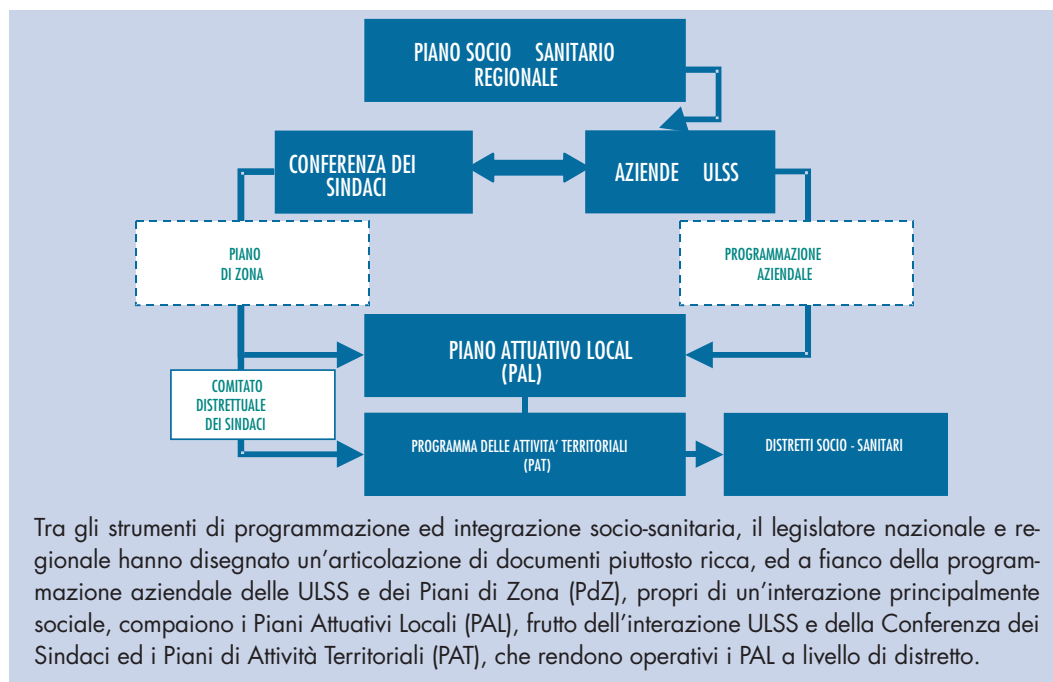 PIANO SOCIO SANITARIO
REGIONALE
CONFERENZA DEI
SINDACI
AZIENDE ULSS
PIANO
DI ZONA
PROGRAMMAZIONE
AZIENDALE
PIANO ATTUATIVO LOCAL
(PAL)
COMITATO
DISTRETTUALE
DEI SINDACI
PROGRAMMA DELLE ATTIVITA' TERRITORIALI
(PAT)
DISTRETTI SOCIO - SANITARI
Tra gli strumenti di programmazione ed integrazione socio-sanitaria, il legislatore nazionale e re-
gionale hanno disegnato un'articolazione di documenti piuttosto ricca, ed a fianco della program-
mazione aziendale delle ULSS e dei Piani di Zona (PdZ), propri di un'interazione principalmente
sociale, compaiono i Piani Attuativi Locali (PAL), frutto dell'interazione ULSS e della Conferenza dei
Sindaci ed i Piani di Attività Territoriali (PAT), che rendono operativi i PAL a livello di distretto.